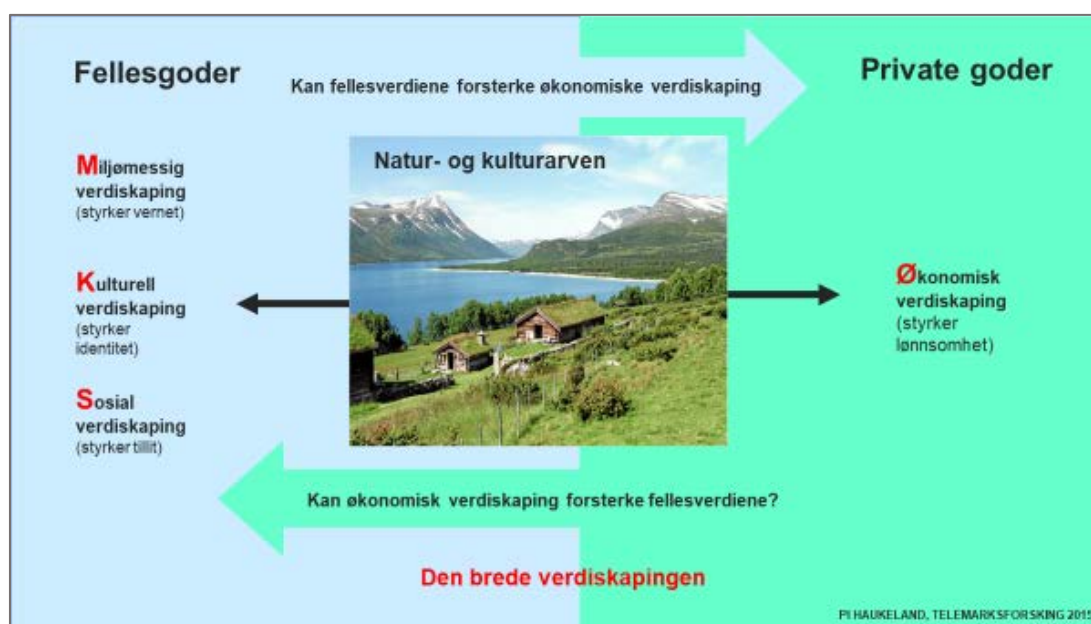 Fellesgoder
Kan fellesverdiene forsterke økonomiske verdiskaping
Private goder
Natur- og kulturarven
Miljømessig
verdiskaping
(styrker vernet)
Kulturell
verdiskaping
(styrker
identitet)
Sosial
verdiskaping
(styrker tillit)
Økonomisk
verdiskaping
(styrker
lønnsomhet)
Kan økonomisk verdiskaping forsterke fellesverdiene?
Den brede verdiskapingen
PI HAUKELAND, TELEMARKSFORSKING 2015